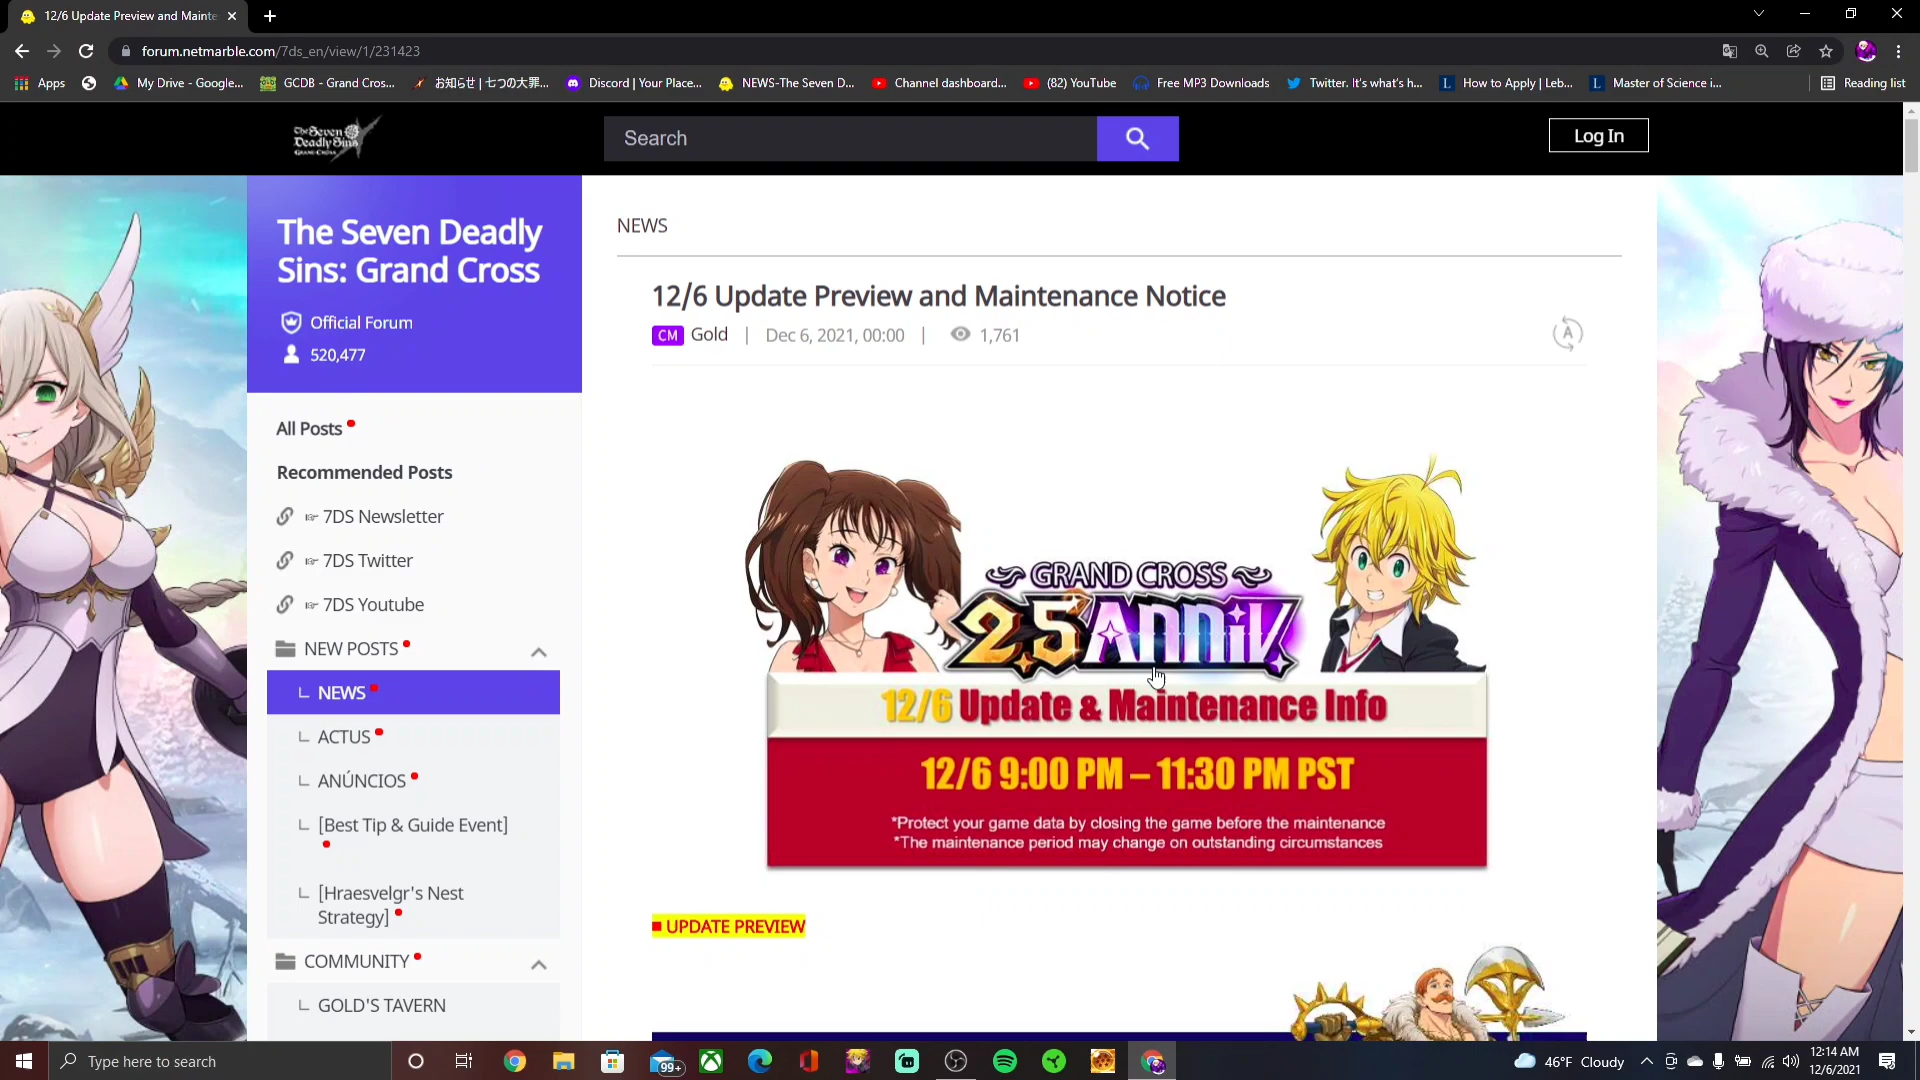 12/6 Update Preview and Mainte
forum.netmarble.com/7ds_en/view/1/231423
Apps
My Drive - Google...
GCDB - Grand Cros...
お知らせ | 七つの大罪...
Discord | Your Place...
NEWS-The Seven D...
Channel dashboard...
(82) YouTube
Free MP3 Downloads
Twitter. It's what's h...
L How to Apply | Leb...
L Master of Science i...
Reading list
The Seven
Deadly Sins
GRAND CROSS
Search
Log In
The Seven Deadly
Sins: Grand Cross
Official Forum
520,477
All Posts
Recommended Posts
☞ 7DS Newsletter
☞ 7DS Twitter
☞ 7DS Youtube
NEW POSTS
NEWS
ACTUS
ANÚNCIOS
[Best Tip & Guide Event]
[Hraesvelgr's Nest
Strategy]
COMMUNITY
GOLD'S TAVERN
NEWS
12/6 Update Preview and Maintenance Notice
CM Gold | Dec 6, 2021, 00:00 | 1,761
A
GRAND CROSS
2.5 ANNIV.
12/6 Update & Maintenance Info
12/6 9:00 PM – 11:30 PM PST
*Protect your game data by closing the game before the maintenance
*The maintenance period may change on outstanding circumstances
■ UPDATE PREVIEW
Type here to search
99+
46°F Cloudy
12:14 AM
12/6/2021